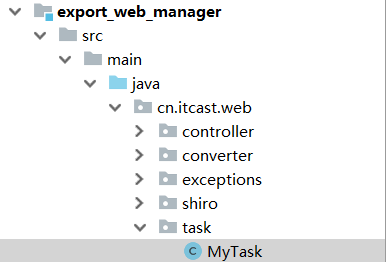 export_web_manager
src
main
java
cn.itcast.web
controller
converter
exceptions
shiro
task
C MyTask